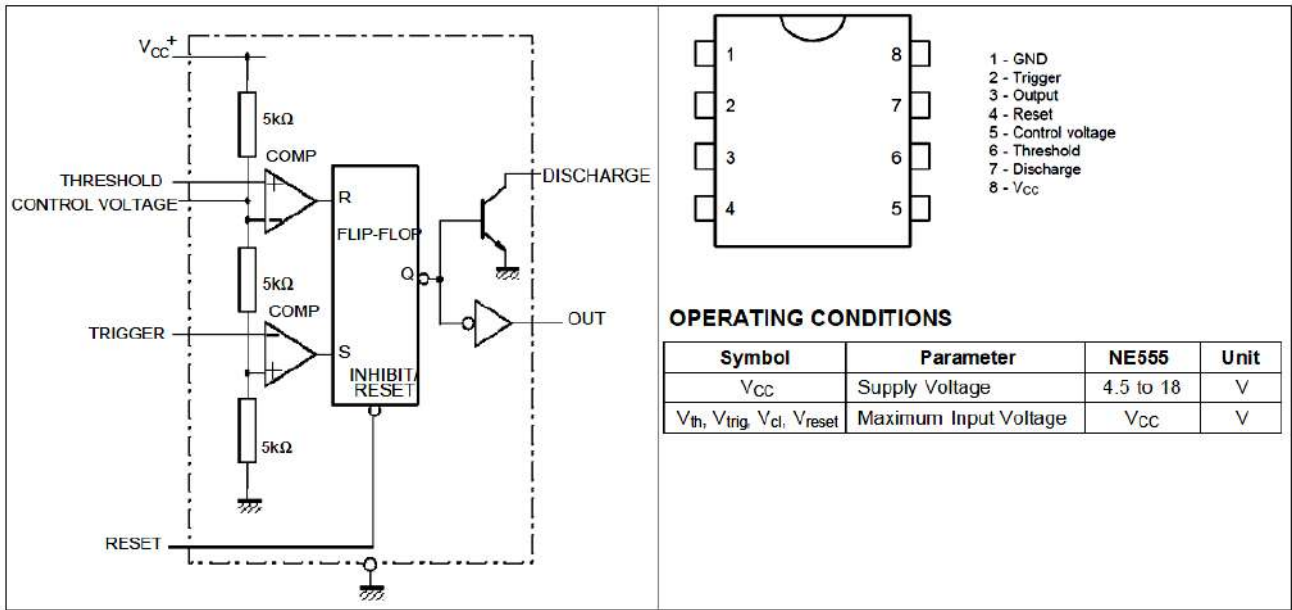 VCC+
5kΩ
COMP
THRESHOLD
CONTROL VOLTAGE
R
FLIP-FLOP
Q
DISCHARGE
5kΩ
COMP
TRIGGER
S
OUT
INHIBIT/
RESET
5kΩ
RESET
1
8
2
7
3
6
4
5
1 - GND
2 - Trigger
3 - Output
4 - Reset
5 - Control voltage
6 - Threshold
7 - Discharge
8 - VCC
OPERATING CONDITIONS
Symbol Parameter NE555 Unit
VCC Supply Voltage 4.5 to 18 V
Vth, Vtrig, Vcl, Vreset Maximum Input Voltage VCC V